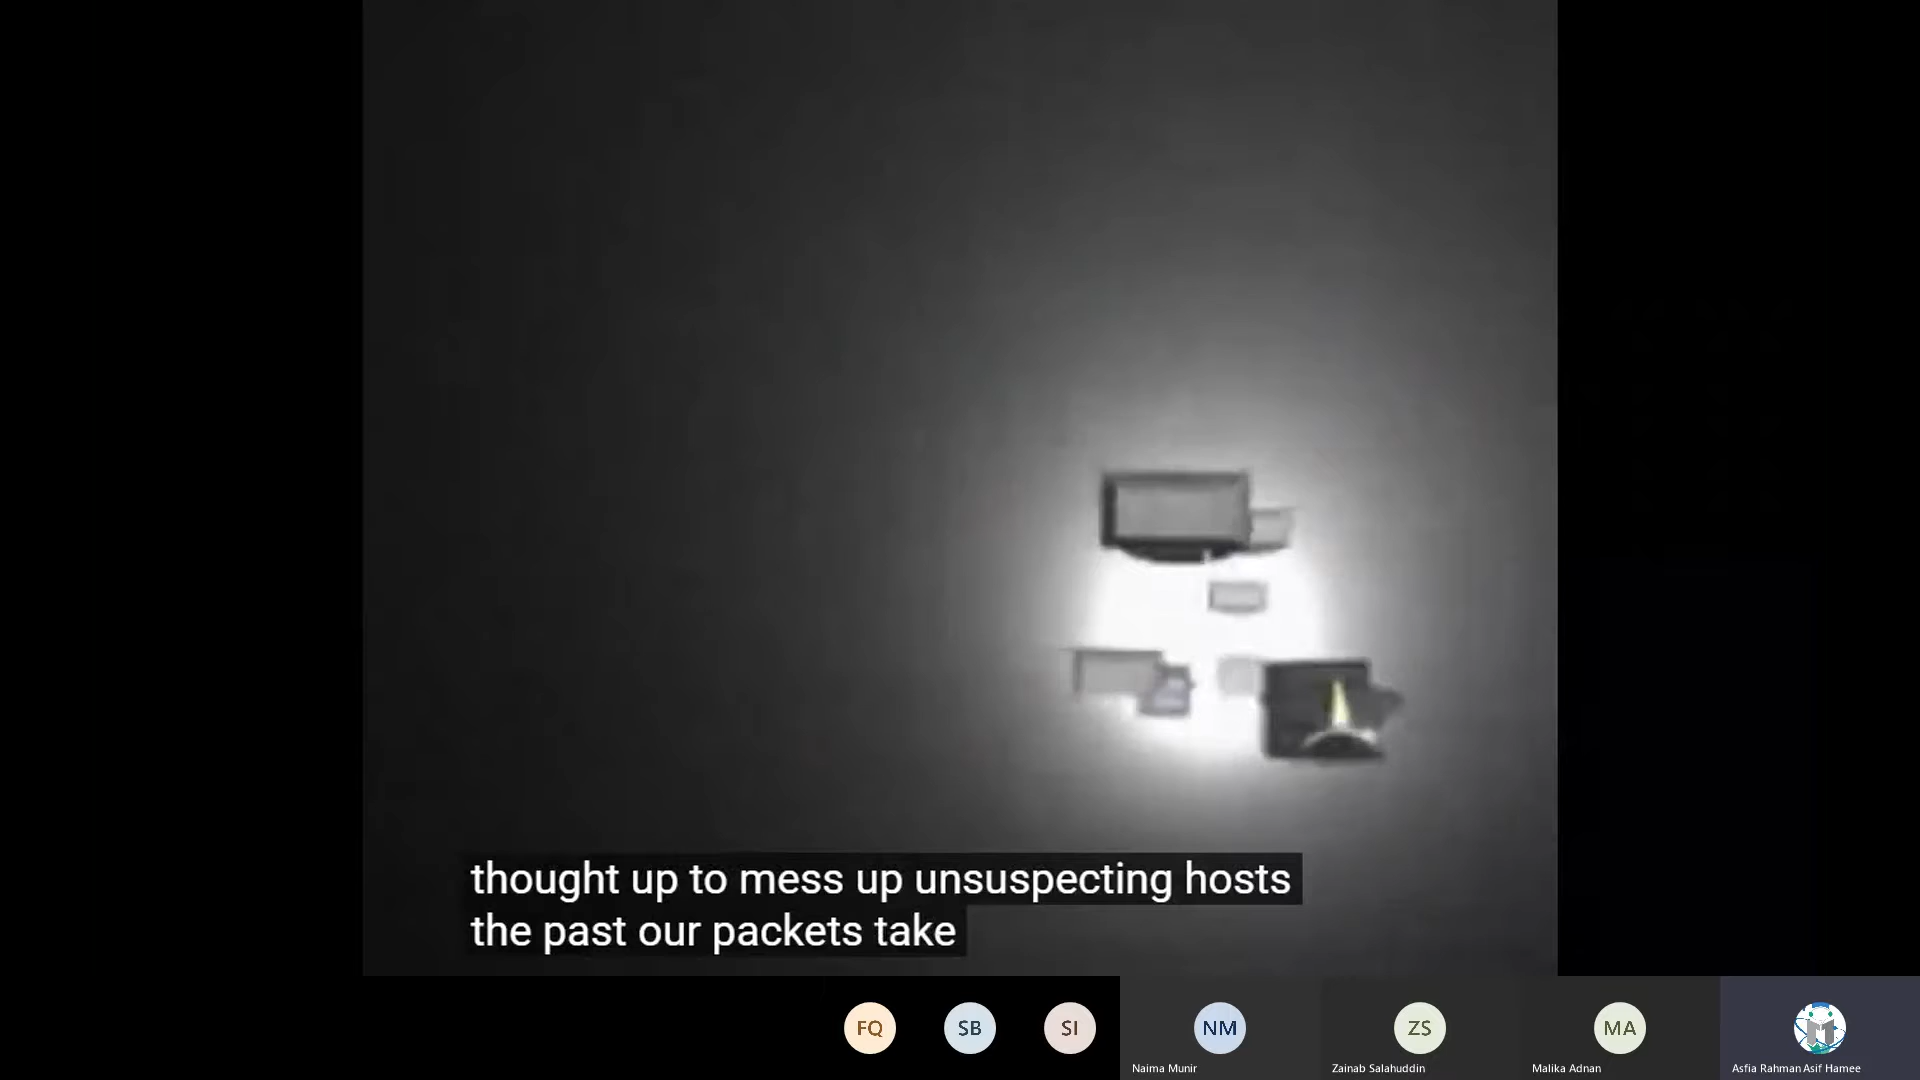 thought up to mess up unsuspecting hosts
the past our packets take
FQ
SB
SI
NM
ZS
MA
Naima Munir
Zainab Salahuddin
Malika Adnan
Asfia Rahman Asif Hamee